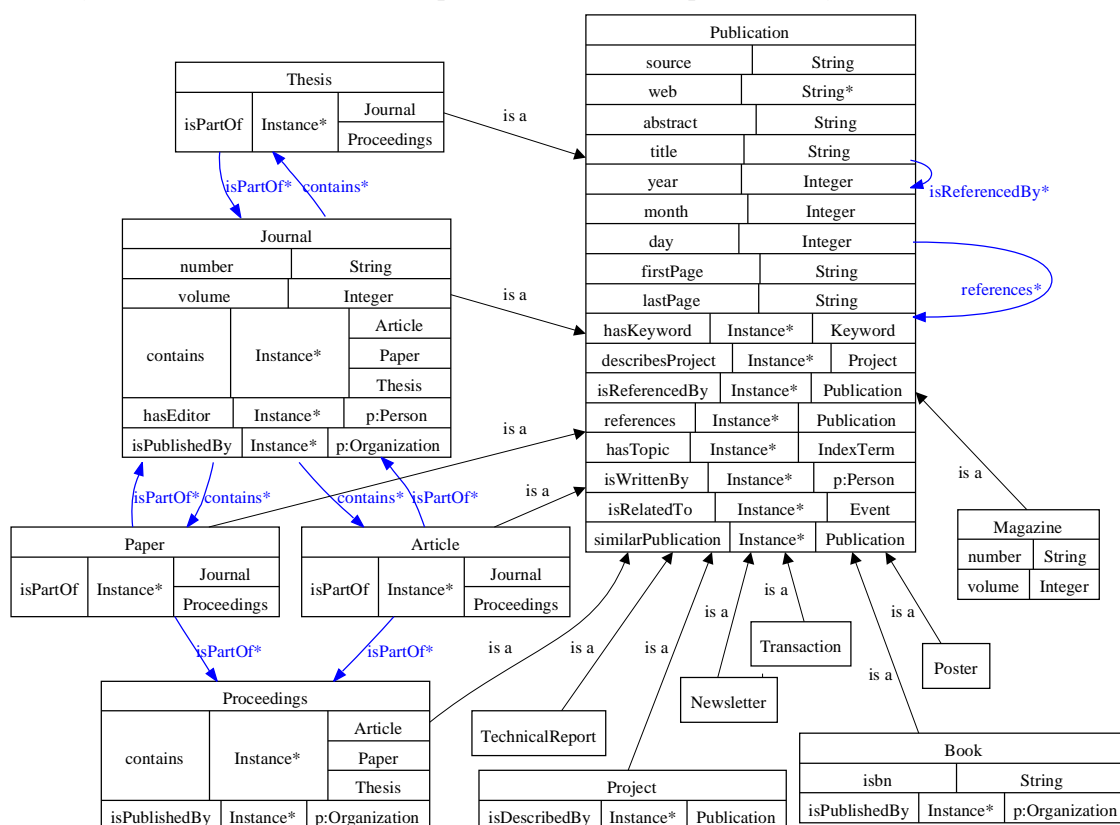 Publication
source String
web String*
abstract String
title String
year Integer
month Integer
day Integer
firstPage String
lastPage String
hasKeyword Instance* Keyword
describesProject Instance* Project
isReferencedBy Instance* Publication
references Instance* Publication
hasTopic Instance* IndexTerm
isWrittenBy Instance* p:Person
isRelatedTo Instance* Event
similarPublication Instance* Publication
isReferencedBy*
references*
Thesis
isPartOf Instance* Journal
Proceedings
is a
isPartOf* contains*
Journal
number String
volume Integer
contains Instance* Article
Paper
Thesis
hasEditor Instance* p:Person
isPublishedBy Instance* p:Organization
is a
is a
is a
is a
isPartOf* contains* contains* isPartOf*
Paper
isPartOf Instance* Journal
Proceedings
Article
isPartOf Instance* Journal
Proceedings
Magazine
number String
volume Integer
isPartOf* isPartOf*
is a
is a
is a
is a
is a
is a
is a
Transaction
Poster
Newsletter
TechnicalReport
Proceedings
contains Instance* Article
Paper
Thesis
isPublishedBy Instance* p:Organization
Project
isDescribedBy Instance* Publication
Book
isbn String
isPublishedBy Instance* p:Organization